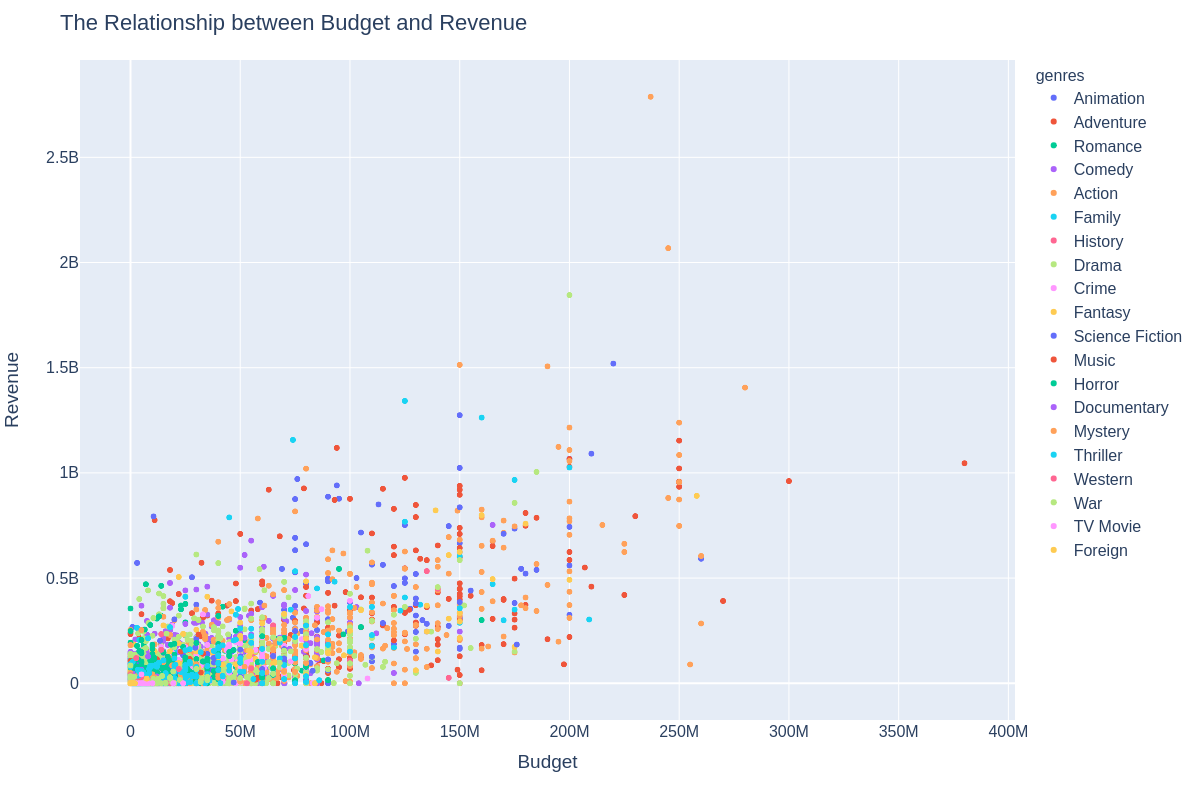 The Relationship between Budget and Revenue
genres
Animation
Adventure
Romance
Comedy
Action
Family
History
Drama
Crime
Fantasy
Science Fiction
Music
Horror
Documentary
Mystery
Thriller
Western
War
TV Movie
Foreign
2.5B
2B
1.5B
1B
0.5B
0
Revenue
0 50M 100M 150M 200M 250M 300M 350M 400M
Budget